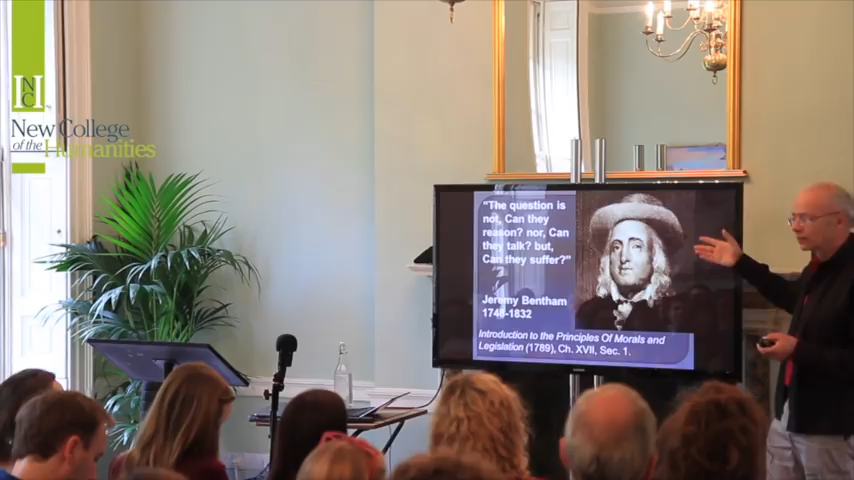 NCH
New College
of the Humanities
"The question is
not, Can they
reason? nor, Can
they talk? but,
Can they suffer?"
Jeremy Bentham
1748-1832
Introduction to the Principles Of Morals and
Legislation (1789), Ch. XVII, Sec. 1.